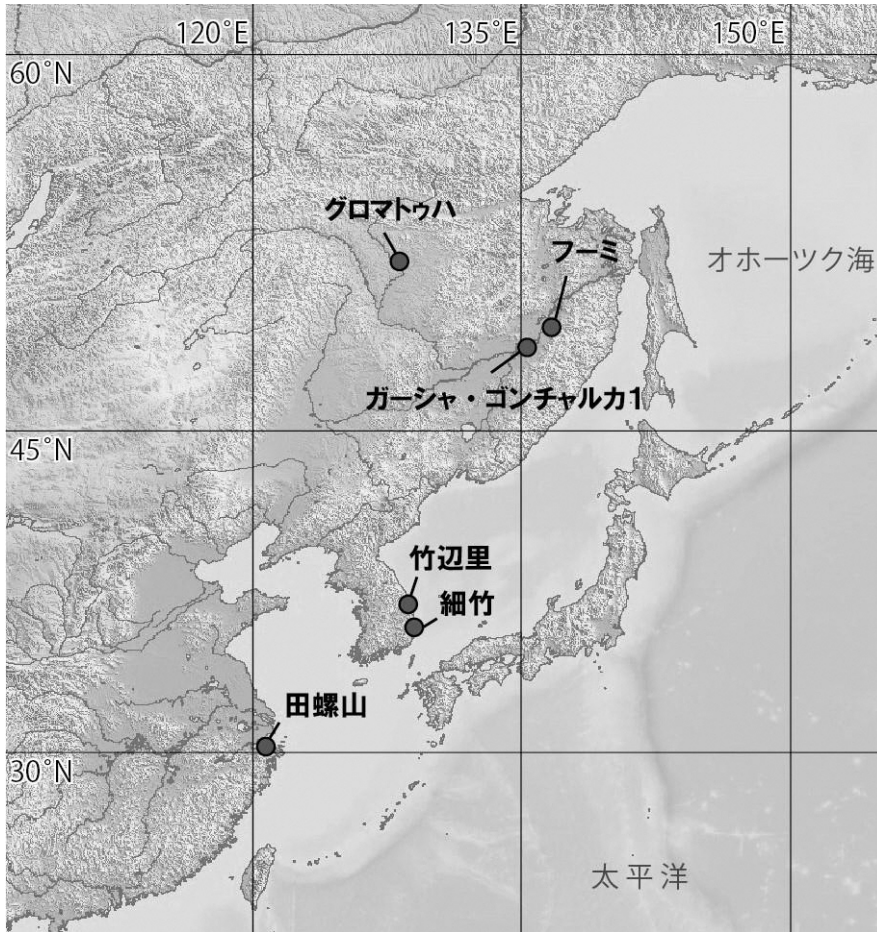 120°E
135°E
150°E
60°N
グロマトゥハ
フーミ
オホーツク海
ガーシャ・ゴンチャルカ1
45°N
竹辺里
細竹
田螺山
30°N
太平洋